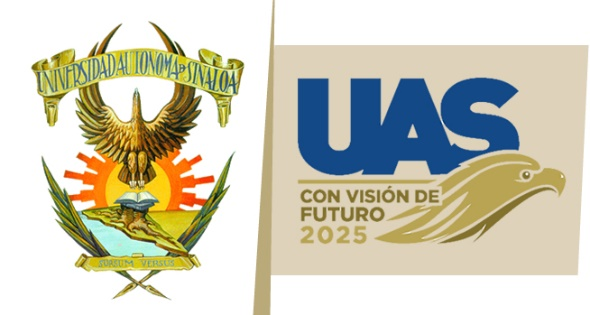 UNIVERSIDAD AUTONOMA DE SINALOA
SURSUM VERSUS
UAS
CON VISIÓN DE
FUTURO
2025